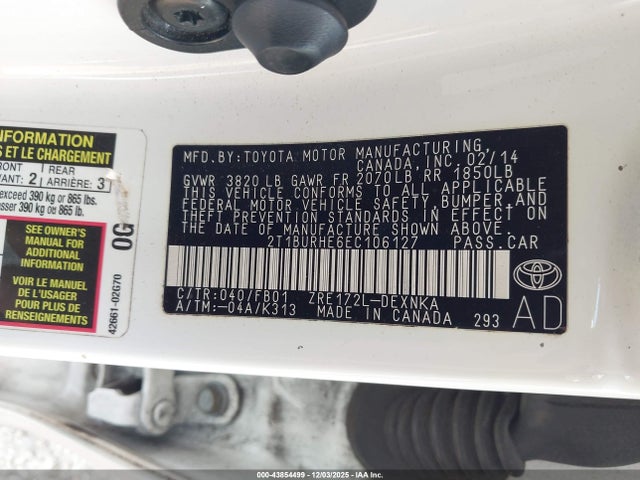 INFORMATION
S ET LE CHARGEMENT
FRONT
REAR
ANT: 2
ARRIÈRE: 3
exceed 390 kg or 865 lbs.
sser 390 kg ou 865 lb.
SEE OWNER'S
MANUAL FOR
ADDITIONAL
INFORMATION
VOIR LE MANUEL
DE L'USAGER
POUR PLUS DE
RENSEIGNEMENTS
OG
42661-02G70
MFD.BY:TOYOTA MOTOR MANUFACTURING,
CANADA, INC. 02/14
GVWR 3820 LB GAWR FR 2070LB RR 1850LB
THIS VEHICLE CONFORMS TO ALL APPLICABLE
FEDERAL MOTOR VEHICLE SAFETY, BUMPER, AND
THEFT PREVENTION STANDARDS IN EFFECT ON
THE DATE OF MANUFACTURE SHOWN ABOVE.
2T1BURHE6EC106127 PASS.CAR
C/TR:040/FB01 ZRE172L-DEXNKA
A/TM:-04A/K313 MADE IN CANADA 293
AD
000-43854499 - 12/03/2025 - IAA Inc.